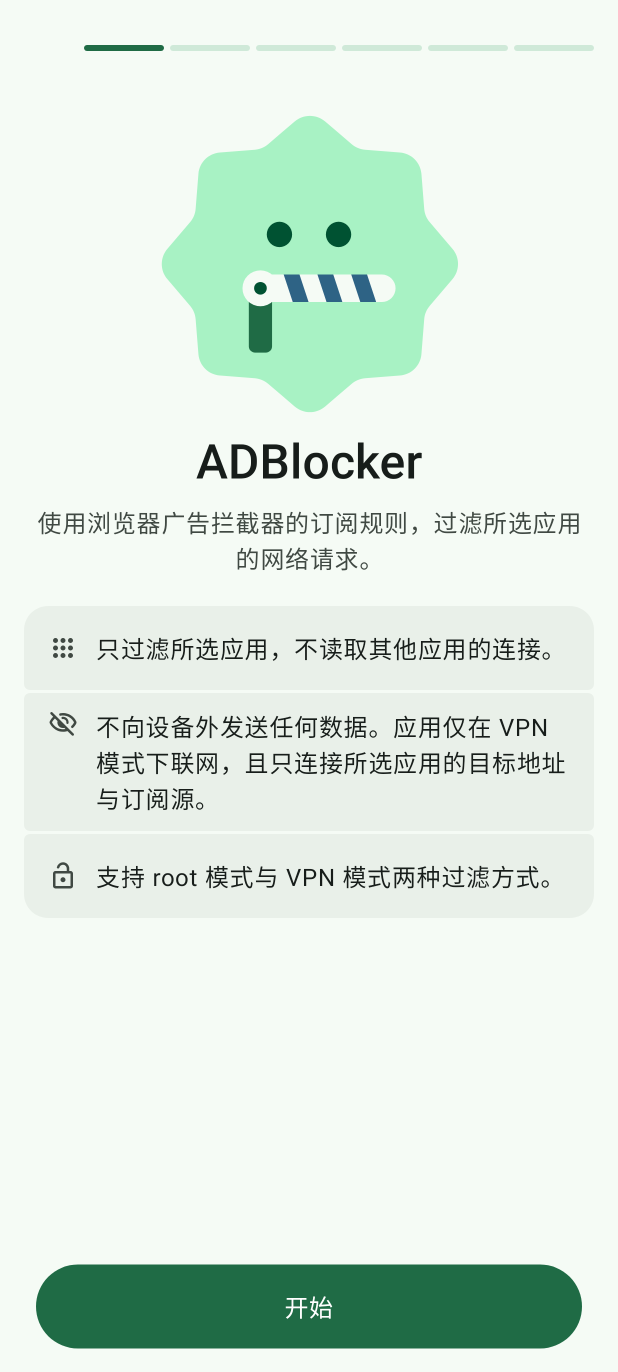 ADBlocker
使用浏览器广告拦截器的订阅规则，过滤所选应用
的网络请求。
只过滤所选应用，不读取其他应用的连接。
不向设备外发送任何数据。应用仅在 VPN
模式下联网，且只连接所选应用的目标地址
与订阅源。
支持 root 模式与 VPN 模式两种过滤方式。
开始